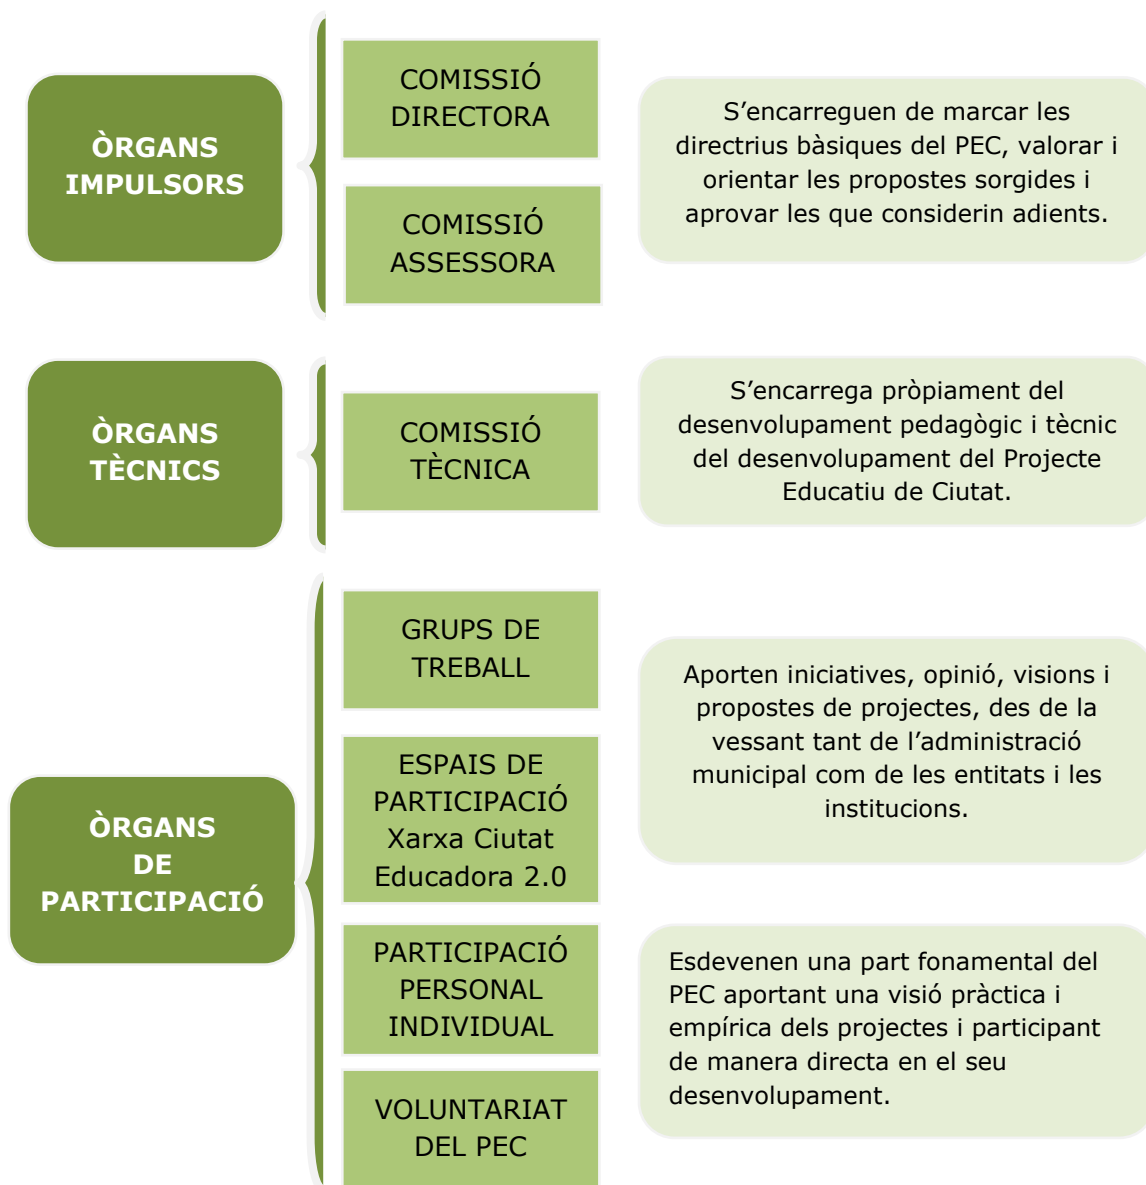 ÒRGANS
IMPULSORS
COMISSIÓ
DIRECTORA
COMISSIÓ
ASSESSORA
S’encarreguen de marcar les
directrius bàsiques del PEC, valorar i
orientar les propostes sorgides i
aprovar les que considerin adients.
ÒRGANS
TÈCNICS
COMISSIÓ
TÈCNICA
S’encarrega pròpiament del
desenvolupament pedagògic i tècnic
del desenvolupament del Projecte
Educatiu de Ciutat.
ÒRGANS
DE
PARTICIPACIÓ
GRUPS DE
TREBALL
ESPAIS DE
PARTICIPACIÓ
Xarxa Ciutat
Educadora 2.0
Aporten iniciatives, opinió, visions i
propostes de projectes, des de la
vessant tant de l’administració
municipal com de les entitats i les
institucions.
PARTICIPACIÓ
PERSONAL
INDIVIDUAL
VOLUNTARIAT
DEL PEC
Esdevenen una part fonamental del
PEC aportant una visió pràctica i
empírica dels projectes i participant
de manera directa en el seu
desenvolupament.